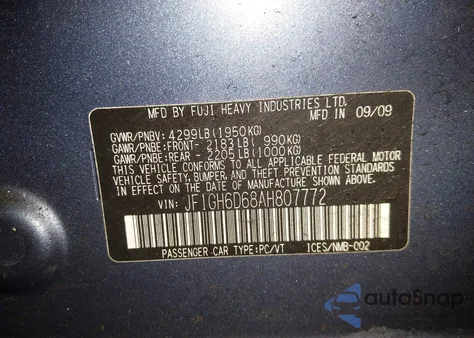 MFD BY FUJI HEAVY INDUSTRIES LTD.
MFD IN 09/09
GVWR/PNBV: 4299LB(1950KG)
GAWR/PNBE:FRONT- 2183LB( 990KG)
GAWR/PNBE:REAR - 2205LB(1000KG)
THIS VEHICLE CONFORMS TO ALL APPLICABLE FEDERAL MOTOR
VEHICLE SAFETY, BUMPER, AND THEFT PREVENTION STANDARDS
IN EFFECT ON THE DATE OF MANUFACTURE SHOWN ABOVE.
VIN: JF1GH6D68AH807772
PASSENGER CAR TYPE:PC/VT ICES/NMB-002
autoSnap